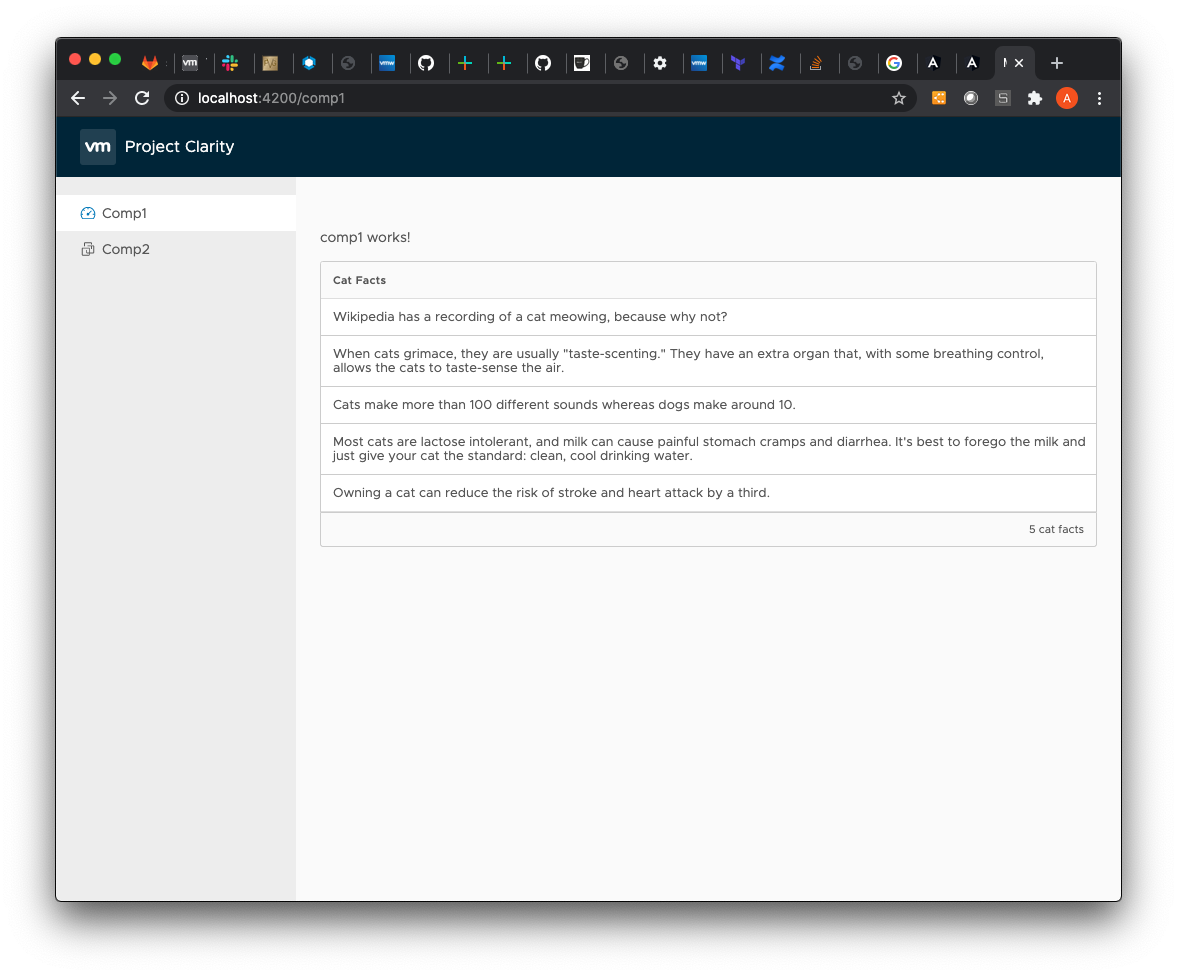 vm
vmw
vmw
localhost:4200/comp1
S
A
vm Project Clarity
Comp1
Comp2
comp1 works!
Cat Facts
Wikipedia has a recording of a cat meowing, because why not?
When cats grimace, they are usually "taste-scenting." They have an extra organ that, with some breathing control,
allows the cats to taste-sense the air.
Cats make more than 100 different sounds whereas dogs make around 10.
Most cats are lactose intolerant, and milk can cause painful stomach cramps and diarrhea. It's best to forego the milk and
just give your cat the standard: clean, cool drinking water.
Owning a cat can reduce the risk of stroke and heart attack by a third.
5 cat facts